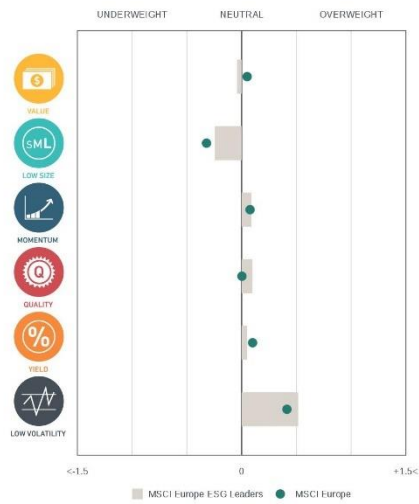 UNDERWEIGHT NEUTRAL OVERWEIGHT
$
VALUE
SML
LOW SIZE
MOMENTUM
Q
QUALITY
%
YIELD
LOW VOLATILITY
<-1.5 0 +1.5<
MSCI Europe ESG Leaders MSCI Europe